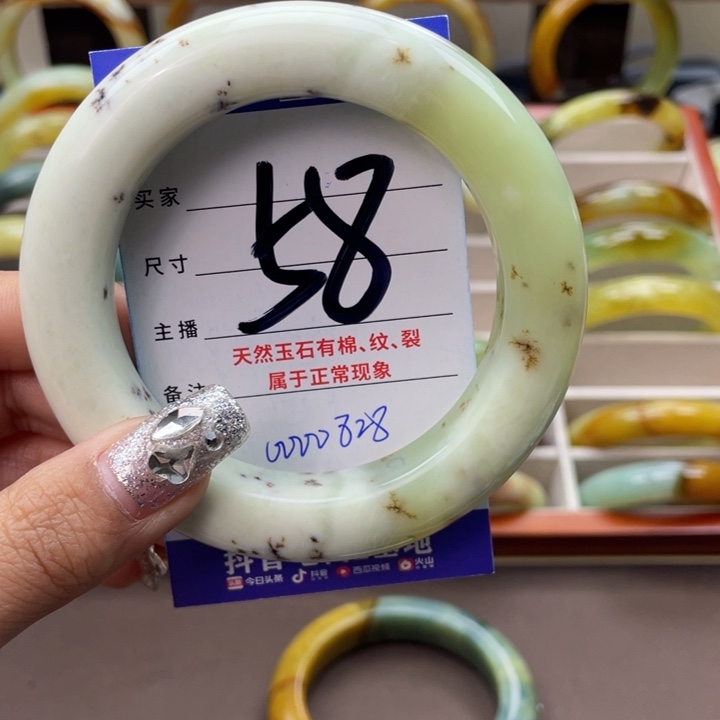 58
买家
尺寸
主播
天然玉石有棉、纹、裂
属于正常现象
备注
0000828
今日头条 抖音 西瓜视频 火山